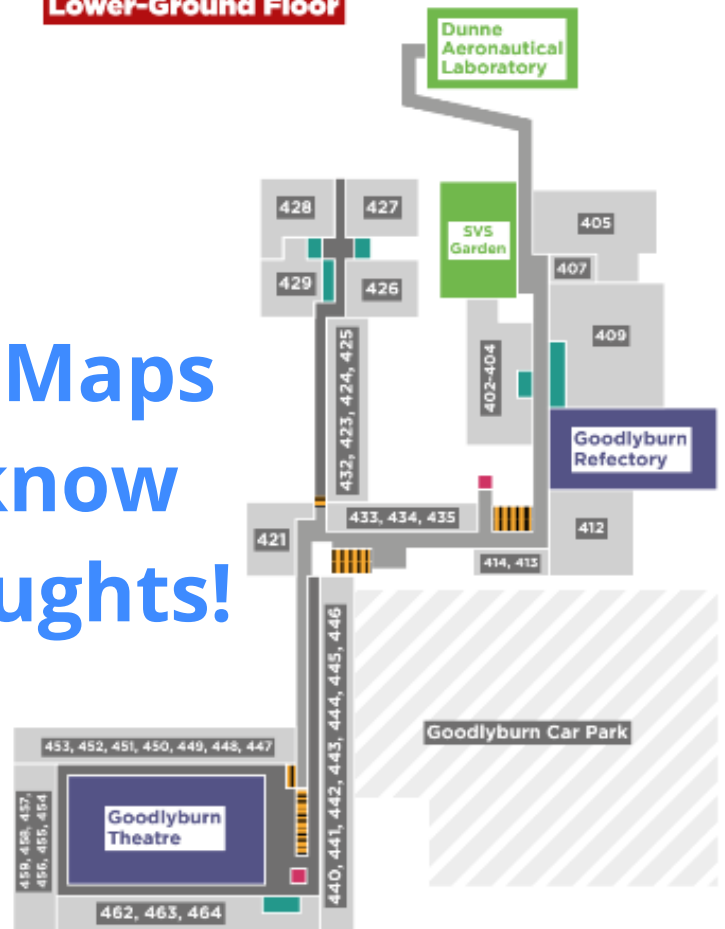 Lower-Ground Floor
Dunne
Aeronautical
Laboratory
428
427
SVS
Garden
405
407
429
426
409
432, 423, 424, 425
402-404
Maps
Goodlyburn
Refectory
know
433, 434, 435
412
421
414, 413
ughts!
440, 441, 442, 443, 444, 445, 446
Goodlyburn Car Park
453, 452, 451, 450, 449, 448, 447
459, 458, 457,
456, 455, 454
Goodlyburn
Theatre
462, 463, 464